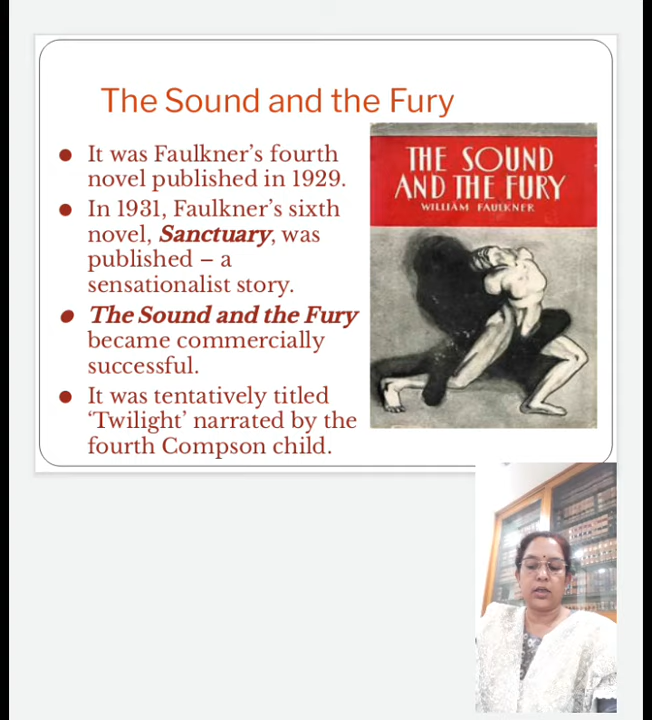 The Sound and the Fury
● It was Faulkner's fourth
novel published in 1929.
● In 1931, Faulkner's sixth
novel, Sanctuary, was
published – a
sensationalist story.
● The Sound and the Fury
became commercially
successful.
● It was tentatively titled
‘Twilight’ narrated by the
fourth Compson child.
THE SOUND
AND THE FURY
WILLIAM FAULKNER